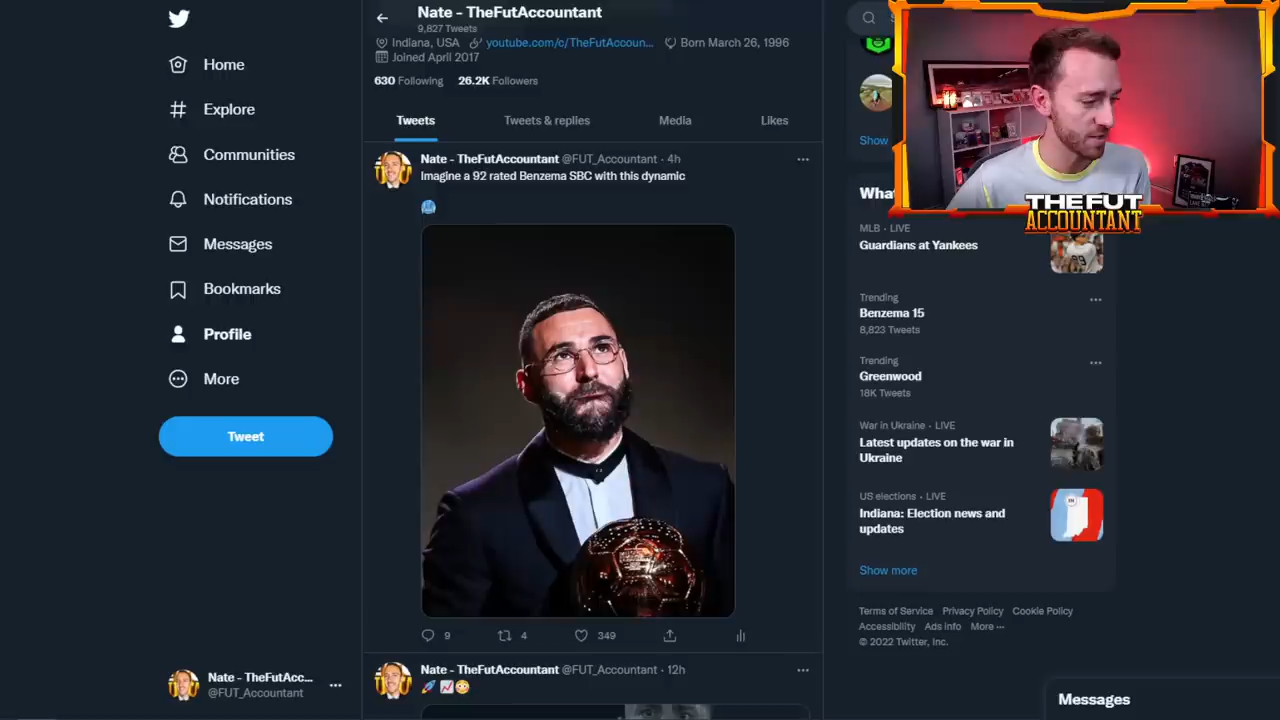 Nate - TheFutAccountant
9,827 Tweets
Indiana, USA youtube.com/c/TheFutAccoun... Born March 26, 1996
Joined April 2017
630 Following 26.2K Followers
Tweets Tweets & replies Media Likes
Home
Explore
Communities
Notifications
Messages
Bookmarks
Profile
More
Tweet
Nate - TheFutAcc...
@FUT_Accountant
Nate - TheFutAccountant @FUT_Accountant · 4h
Imagine a 92 rated Benzema SBC with this dynamic
9 4 349
Nate - TheFutAccountant @FUT_Accountant · 12h
THE FUT
ACCOUNTANT
Show
MLB · LIVE
Guardians at Yankees
Trending
Benzema 15
8,823 Tweets
Trending
Greenwood
18K Tweets
War in Ukraine · LIVE
Latest updates on the war in
Ukraine
US elections · LIVE
Indiana: Election news and
updates
Show more
Terms of Service Privacy Policy Cookie Policy
Accessibility Ads info More ···
© 2022 Twitter, Inc.
Messages